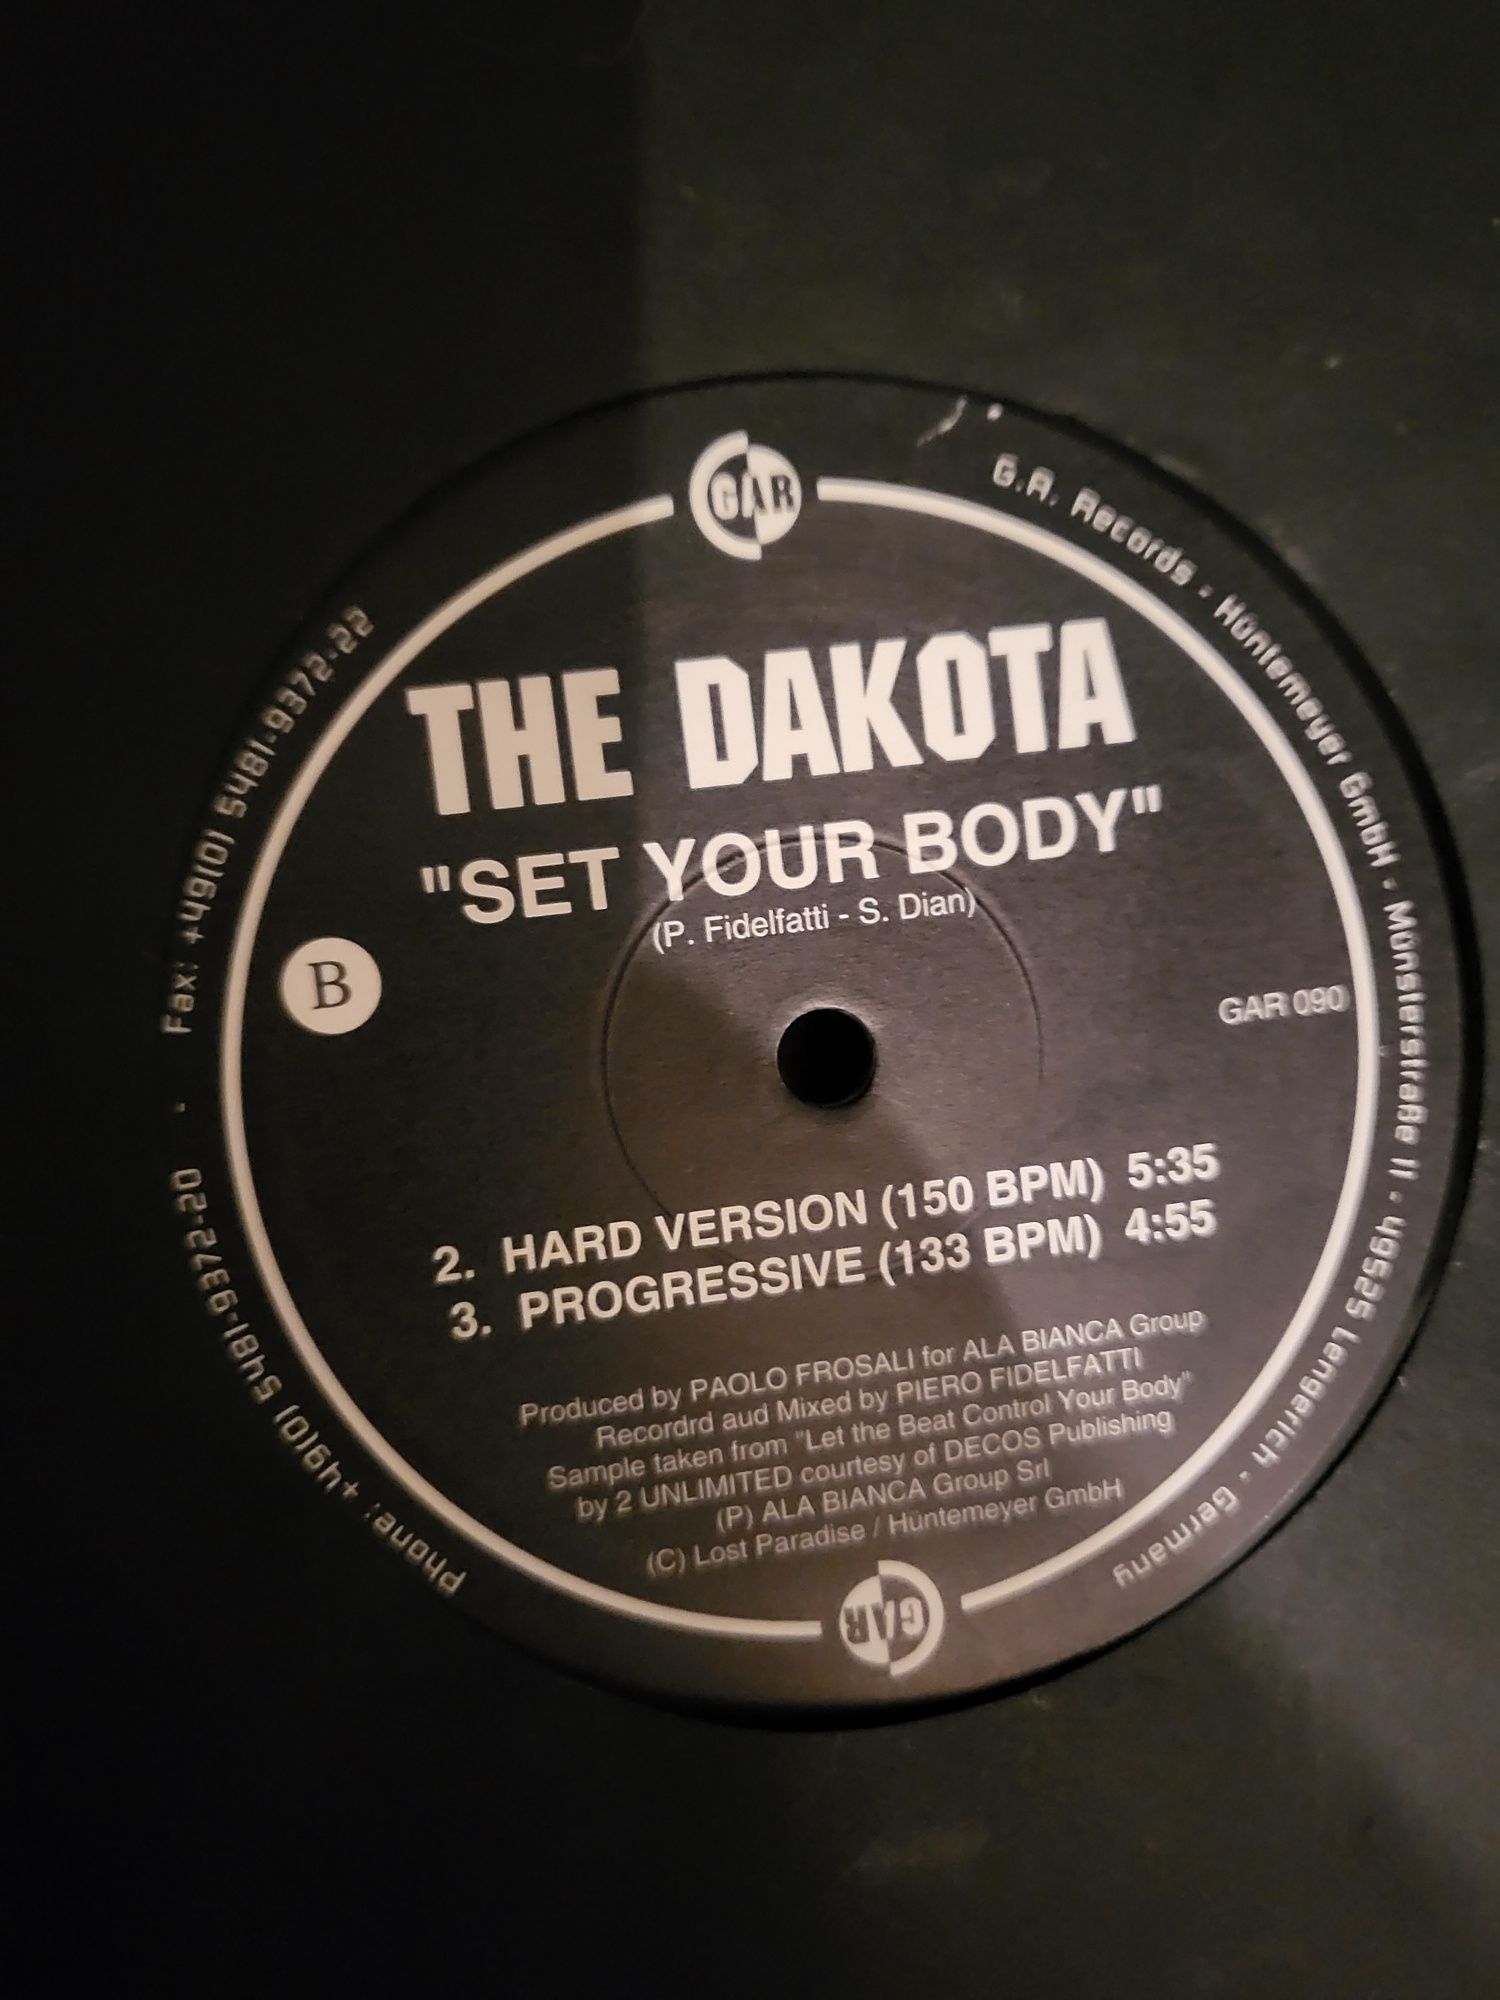 GAR
THE DAKOTA
"SET YOUR BODY"
(P. Fidelfatti - S. Dian)
B
GAR 090
2. HARD VERSION (150 BPM) 5:35
3. PROGRESSIVE (133 BPM) 4:55
Produced by PAOLO FROSALI for ALA BIANCA Group
Recordrd aud Mixed by PIERO FIDELFATTI
Sample taken from "Let the Beat Control Your Body"
by 2 UNLIMITED courtesy of DECOS Publishing
(P) ALA BIANCA Group Srl
(C) Lost Paradise / Hüntemeyer GmbH
GAR
G.A. Records - Hüntemeyer GmbH - Münsterstraße 11 - 49525 Lengerich - Germany
Phone: +49(0) 5481-9372-20 - Fax: +49(0) 5481-9372-22